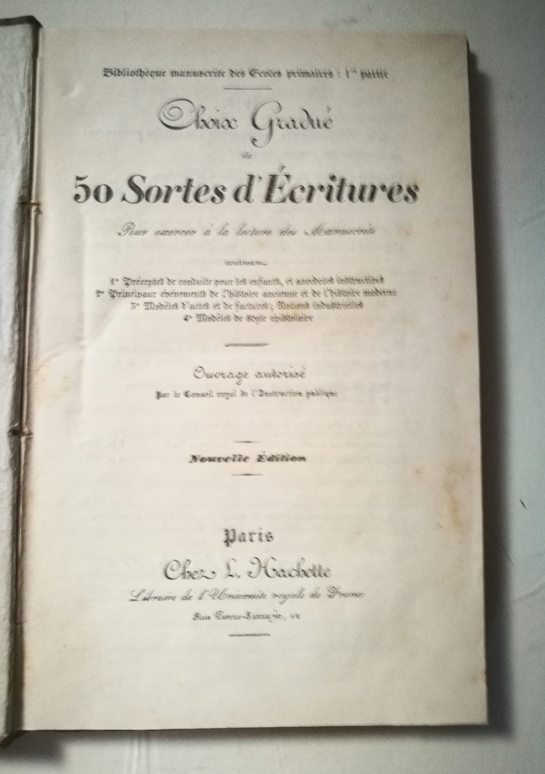 Bibliothèque manuscrite des Ecoles primaires : 1re partie
Choix Gradué
de
50 Sortes d'Écritures
Pour exercer à la lecture des Manuscrits
contenant
1° Préceptes de conduite pour les enfants, et anecdotes instructives
2° Principaux événements de l'histoire ancienne et de l'histoire moderne
3° Modèles d'actes et de factures; Notions industrielles
4° Modèles de style épistolaire
Ouvrage autorisé
Par le Conseil royal de l'Instruction publique
Nouvelle Édition
Paris
Chez L. Hachette
Libraire de l'Université royale de France
Rue Pierre-Sarrazin, 12